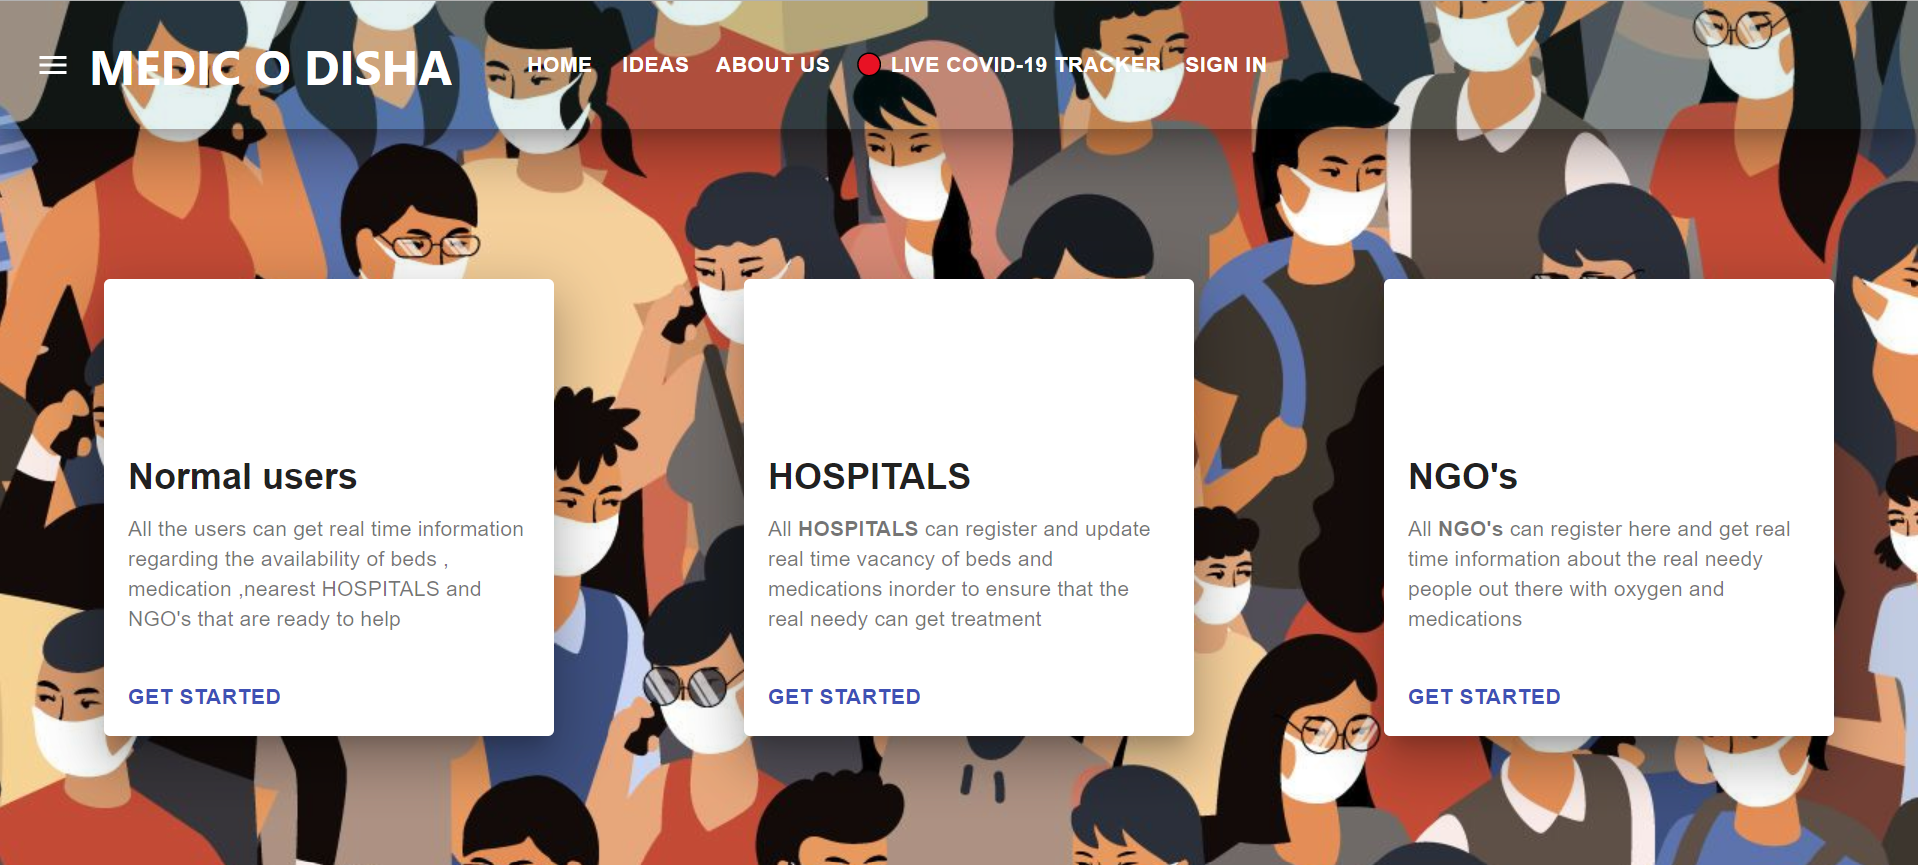 MEDIC O DISHA
HOME IDEAS ABOUT US LIVE COVID-19 TRACKER SIGN IN
Normal users
All the users can get real time information
regarding the availability of beds ,
medication ,nearest HOSPITALS and
NGO's that are ready to help
GET STARTED
HOSPITALS
All HOSPITALS can register and update
real time vacancy of beds and
medications inorder to ensure that the
real needy can get treatment
GET STARTED
NGO's
All NGO's can register here and get real
time information about the real needy
people out there with oxygen and
medications
GET STARTED